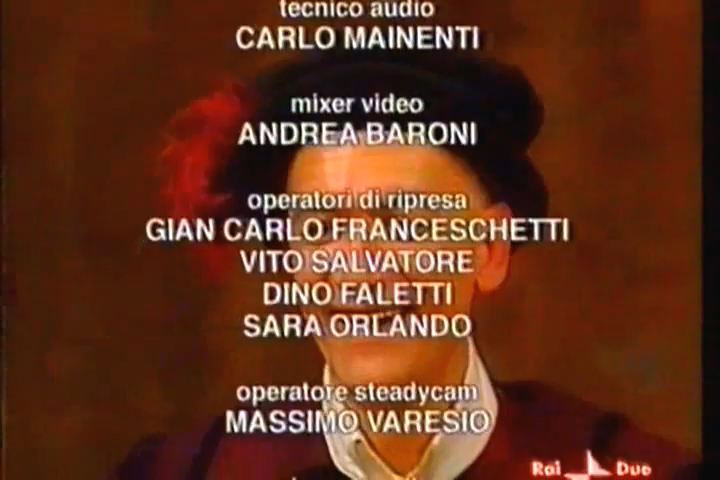 tecnico audio
CARLO MAINENTI
mixer video
ANDREA BARONI
operatori di ripresa
GIAN CARLO FRANCESCHETTI
VITO SALVATORE
DINO FALETTI
SARA ORLANDO
operatore steadycam
MASSIMO VARESIO
Rai Due